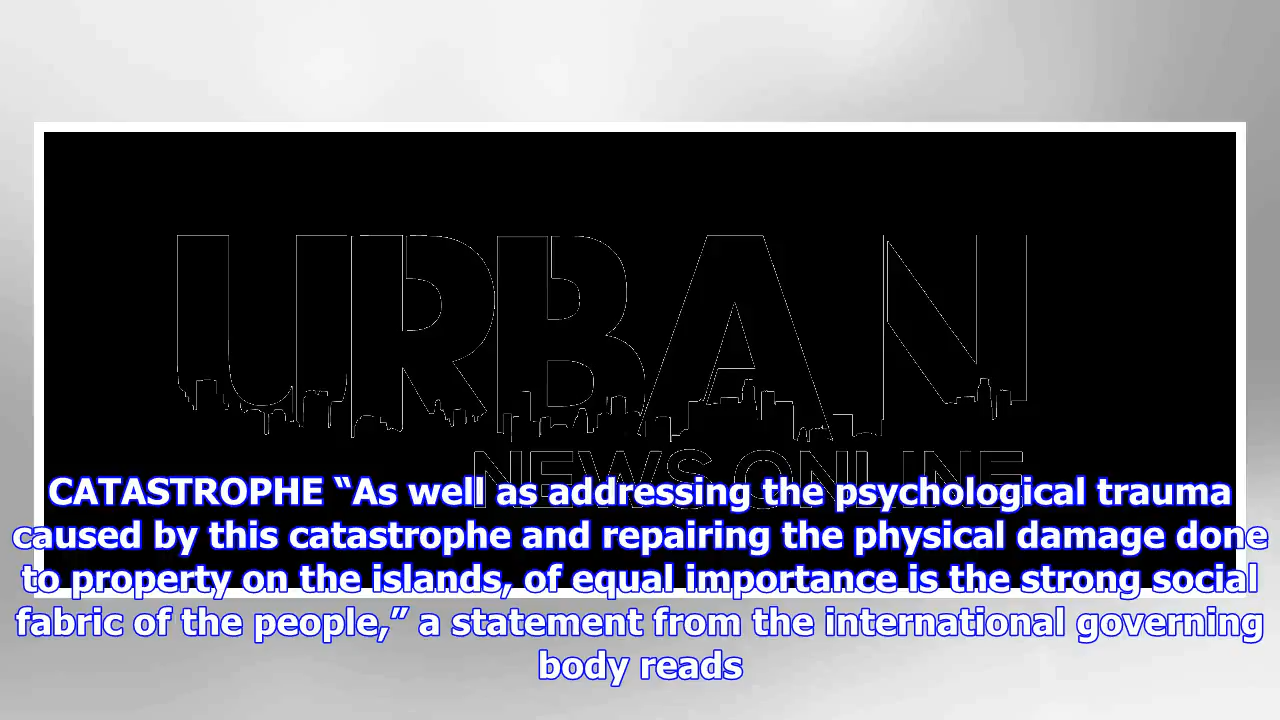 URBAN
NEWS ONLINE
CATASTROPHE “As well as addressing the psychological trauma
caused by this catastrophe and repairing the physical damage done
to property on the islands, of equal importance is the strong social
fabric of the people,” a statement from the international governing
body reads